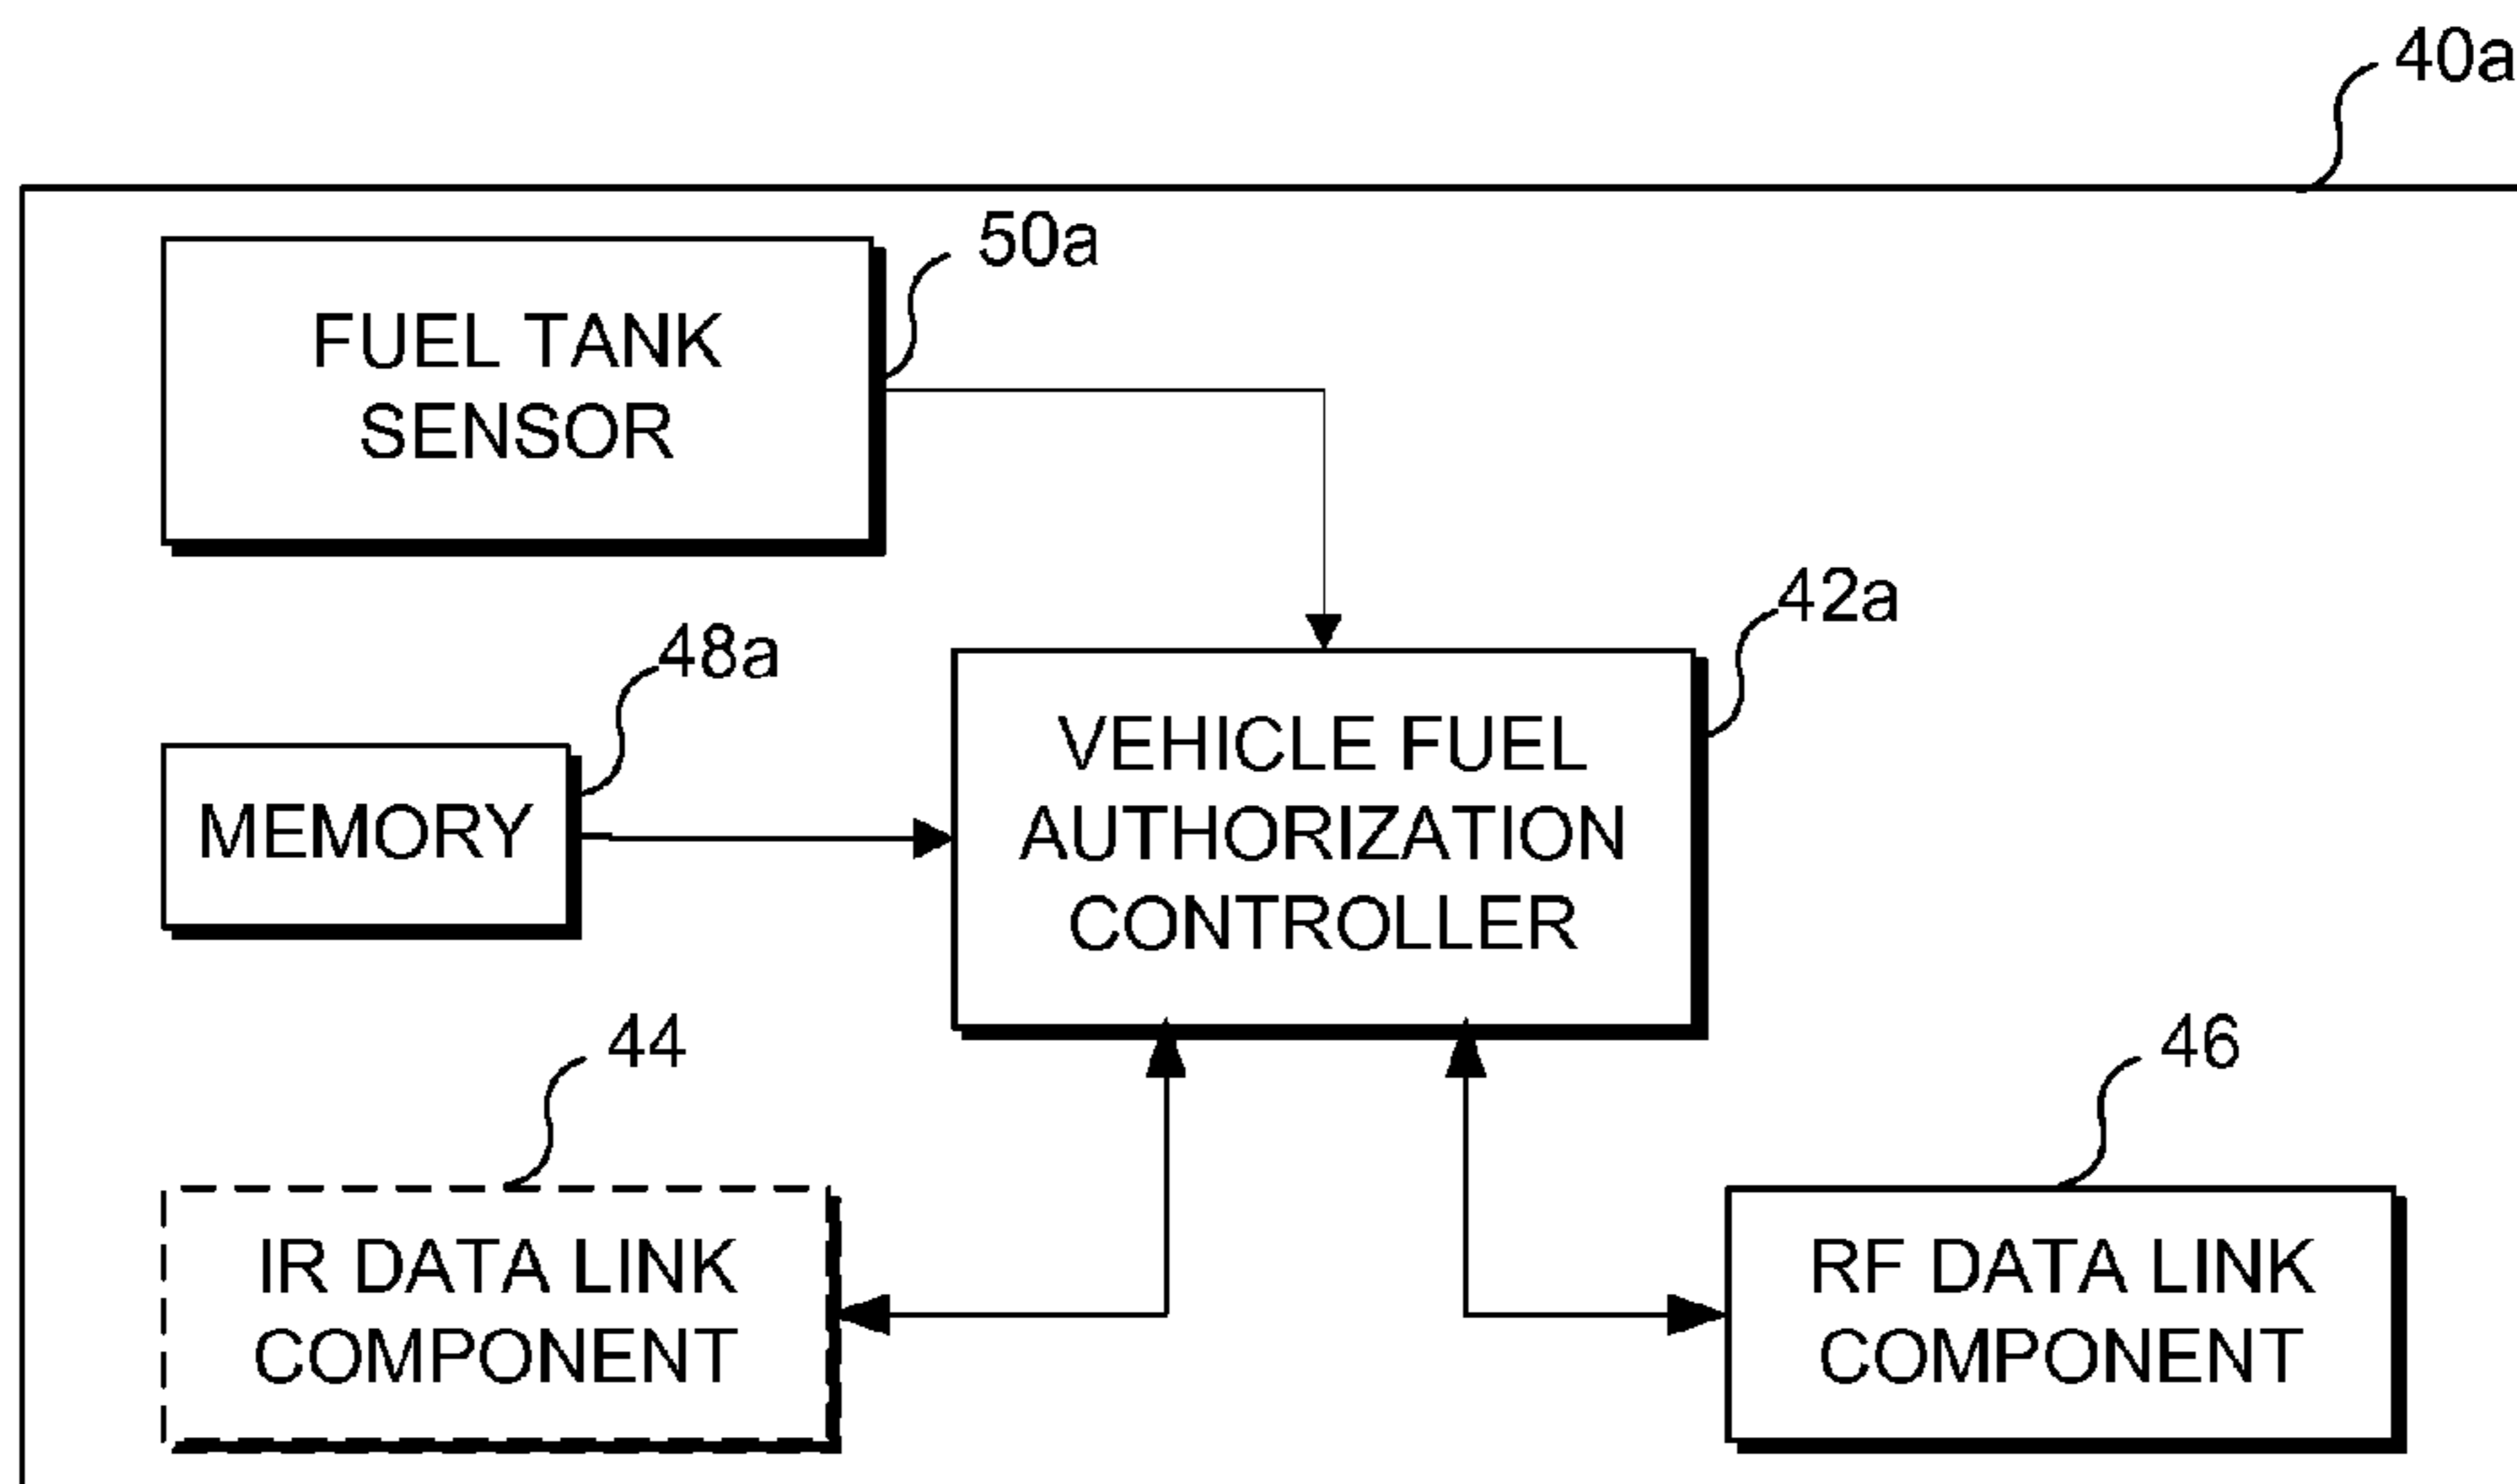 40a
50a
FUEL TANK
SENSOR
42a
48a
VEHICLE FUEL
AUTHORIZATION
CONTROLLER
MEMORY
44
46
IR DATA LINK
COMPONENT
RF DATA LINK
COMPONENT